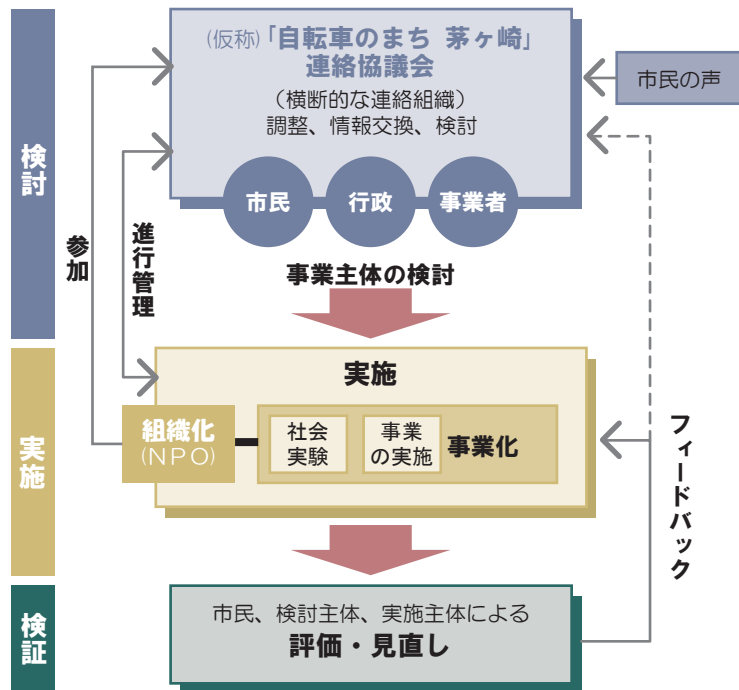 検討
(仮称)「自転車のまち 茅ヶ崎」
連絡協議会
（横断的な連絡組織）
調整、情報交換、検討
市民
行政
事業者
市民の声
参加
進行管理
事業主体の検討
実施
実施
組織化
(NPO)
社会
実験
事業
の実施
事業化
フィードバック
検証
市民、検討主体、実施主体による
評価・見直し